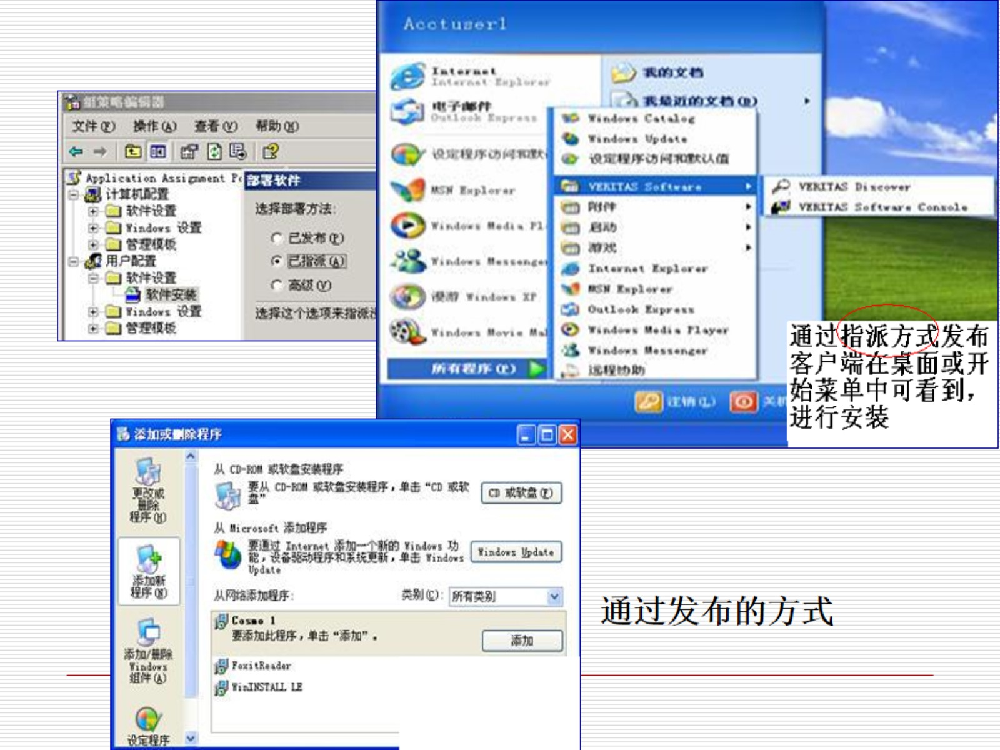 组策略编辑器
文件(F) 操作(A) 查看(V) 帮助(H)
Application Assignment
计算机配置
软件设置
Windows 设置
管理模板
用户配置
软件设置
软件安装
Windows 设置
管理模板
部署软件
选择部署方法:
已发布(P)
已指派(A)
高级(V)
选择这个选项来指派
Acctuser1
Internet
Internet Explorer
电子邮件
Outlook Express
设定程序访问和默
MSN Explorer
Windows Media Pl
Windows Messenger
漫游 Windows XP
Windows Movie Ma
所有程序(P)
我的文档
我最近的文档(D)
Windows Catalog
Windows Update
设定程序访问和默认值
VERITAS Software
附件
启动
游戏
Internet Explorer
MSN Explorer
Outlook Express
Windows Media Player
Windows Messenger
远程协助
VERITAS Discover
VERITAS Software Console
注销(L) 关机
通过指派方式发布
客户端在桌面或开
始菜单中可看到,
进行安装
添加或删除程序
更改或
删除
程序(H)
添加新
程序(N)
添加/删除
Windows
组件(A)
设定程序
从 CD-ROM 或软盘安装程序
要从 CD-ROM 或软盘安装程序，单击“CD 或软
盘”
CD 或软盘(F)
从 Microsoft 添加程序
要通过 Internet 添加一个新的 Windows 功
能，设备驱动程序和系统更新，单击 Windows
Update
Windows Update
从网络添加程序: 类别(C): 所有类别
Cosmo 1
要添加此程序，单击“添加”。
添加
FoxitReader
WinINSTALL LE
通过发布的方式